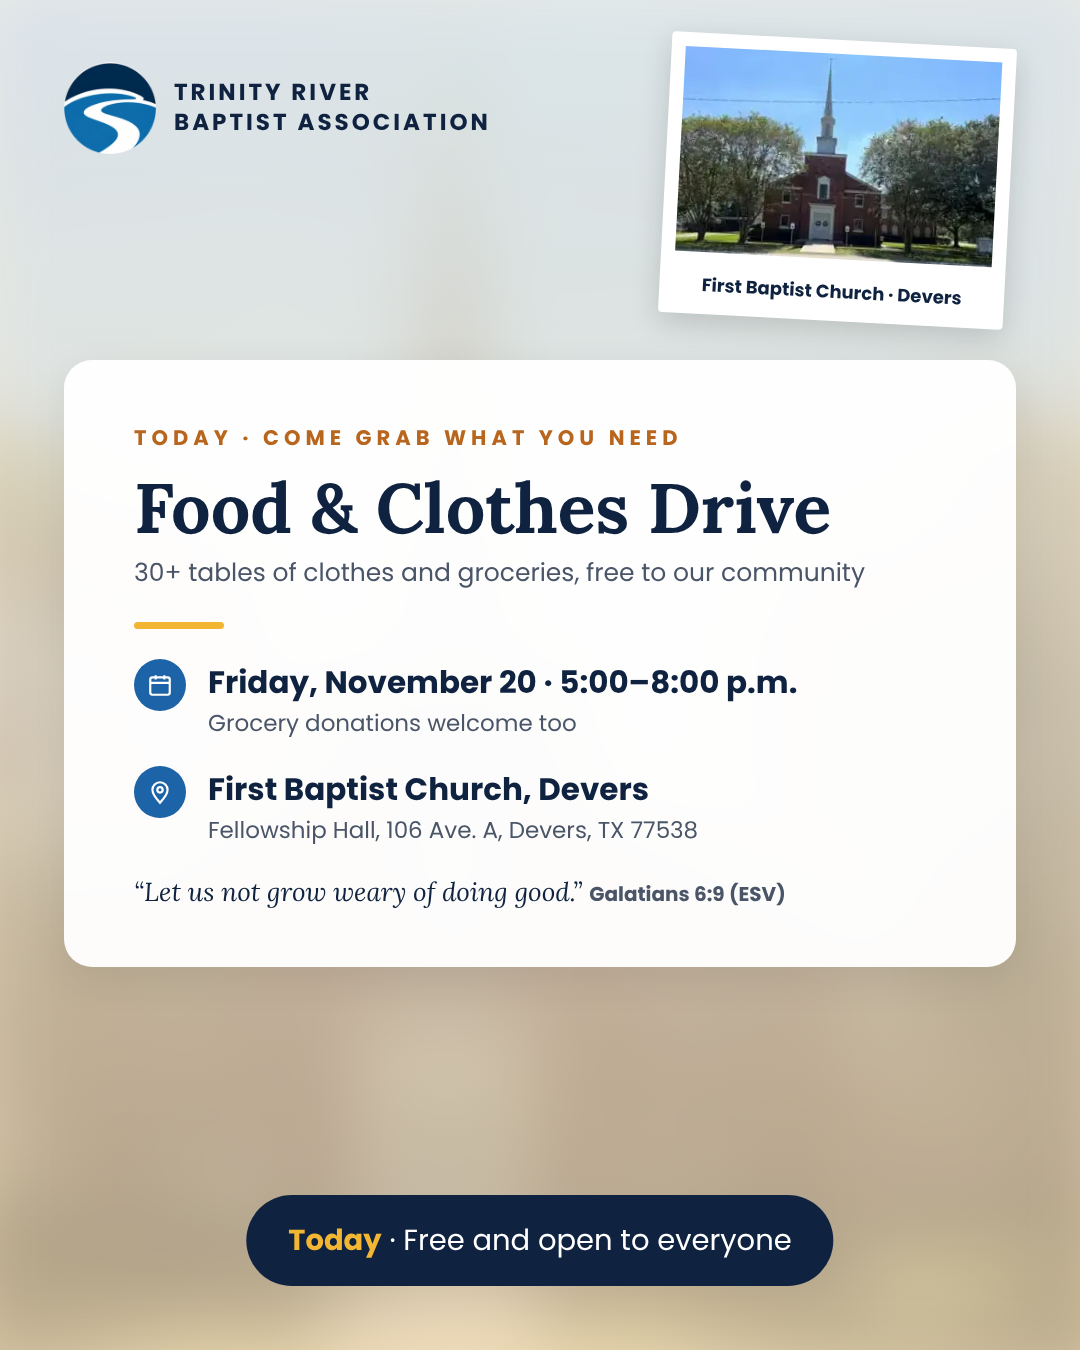 TRINITY RIVER
BAPTIST ASSOCIATION
First Baptist Church · Devers
TODAY · COME GRAB WHAT YOU NEED
Food & Clothes Drive
30+ tables of clothes and groceries, free to our community
Friday, November 20 · 5:00–8:00 p.m.
Grocery donations welcome too
First Baptist Church, Devers
Fellowship Hall, 106 Ave. A, Devers, TX 77538
“Let us not grow weary of doing good.” Galatians 6:9 (ESV)
Today · Free and open to everyone